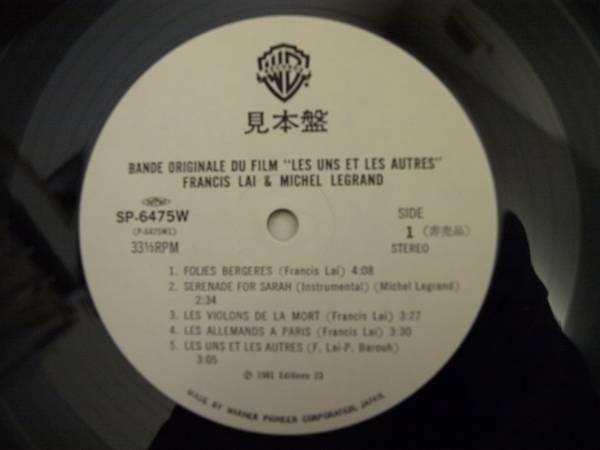 見本盤
BANDE ORIGINALE DU FILM "LES UNS ET LES AUTRES"
FRANCIS LAI & MICHEL LEGRAND
SP-6475W
(P-6475W1)
33⅓RPM
SIDE
1 (非売品)
STEREO
1. FOLIES BERGERES (Francis Lai) 4:08
2. SERENADE FOR SARAH (Instrumental) (Michel Legrand)
2:34
3. LES VIOLONS DE LA MORT (Francis Lai) 3:27
4. LES ALLEMANDS A PARIS (Francis Lai) 3:30
5. LES UNS ET LES AUTRES (F. Lai-P. Barouh)
3:05
℗ 1981 Editions 23
MADE BY WARNER PIONEER CORPORATION, JAPAN.